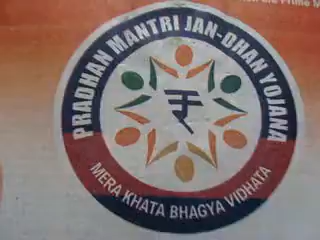 PRADHAN MANTRI JAN-DHAN YOJANA
₹
MERA KHATA BHAGYA VIDHATA